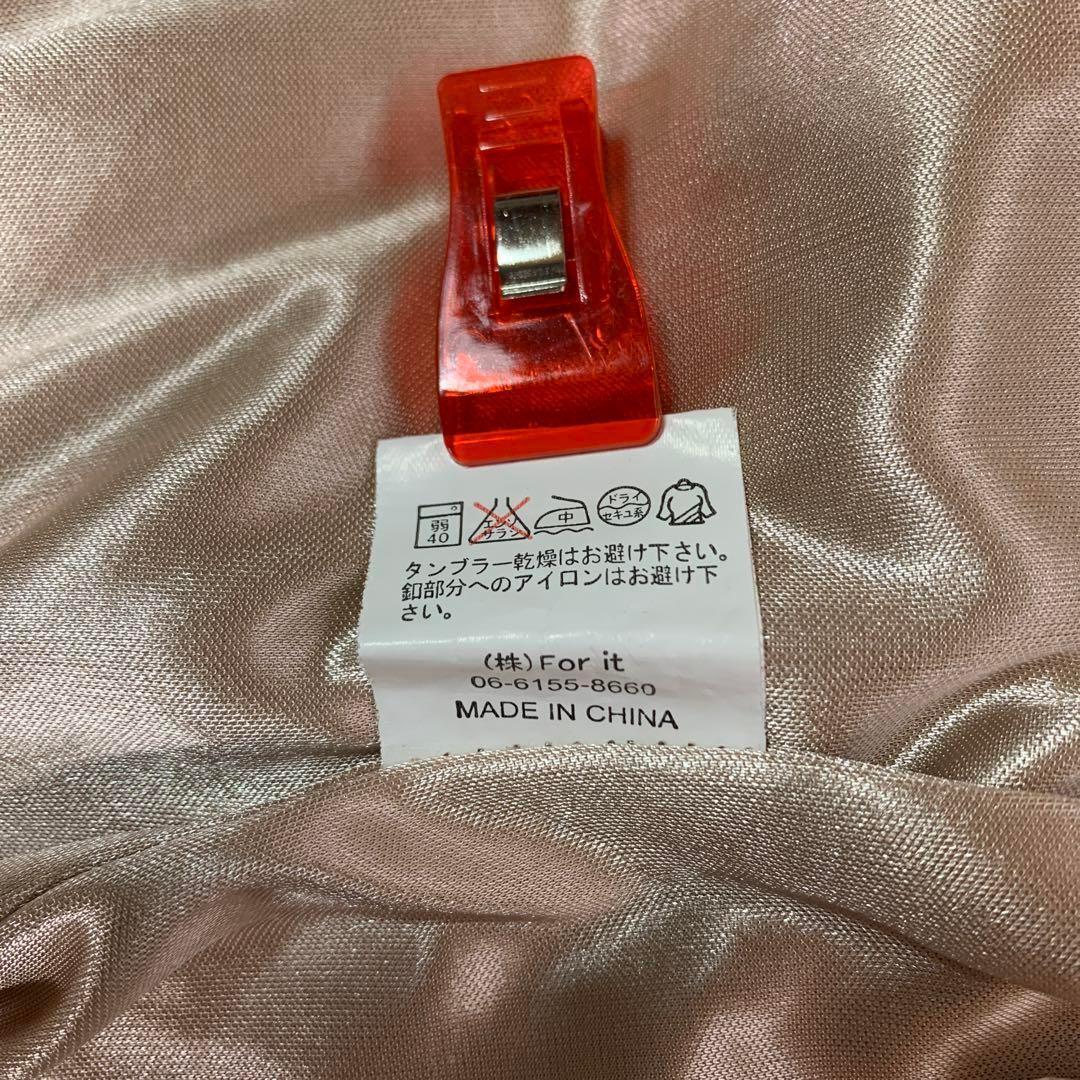 弱
40
エンソ
サラシ
中
ドライ
セキユ系
タンブラー乾燥はお避け下さい。
釦部分へのアイロンはお避け下
さい。
(株)For it
06-6155-8660
MADE IN CHINA